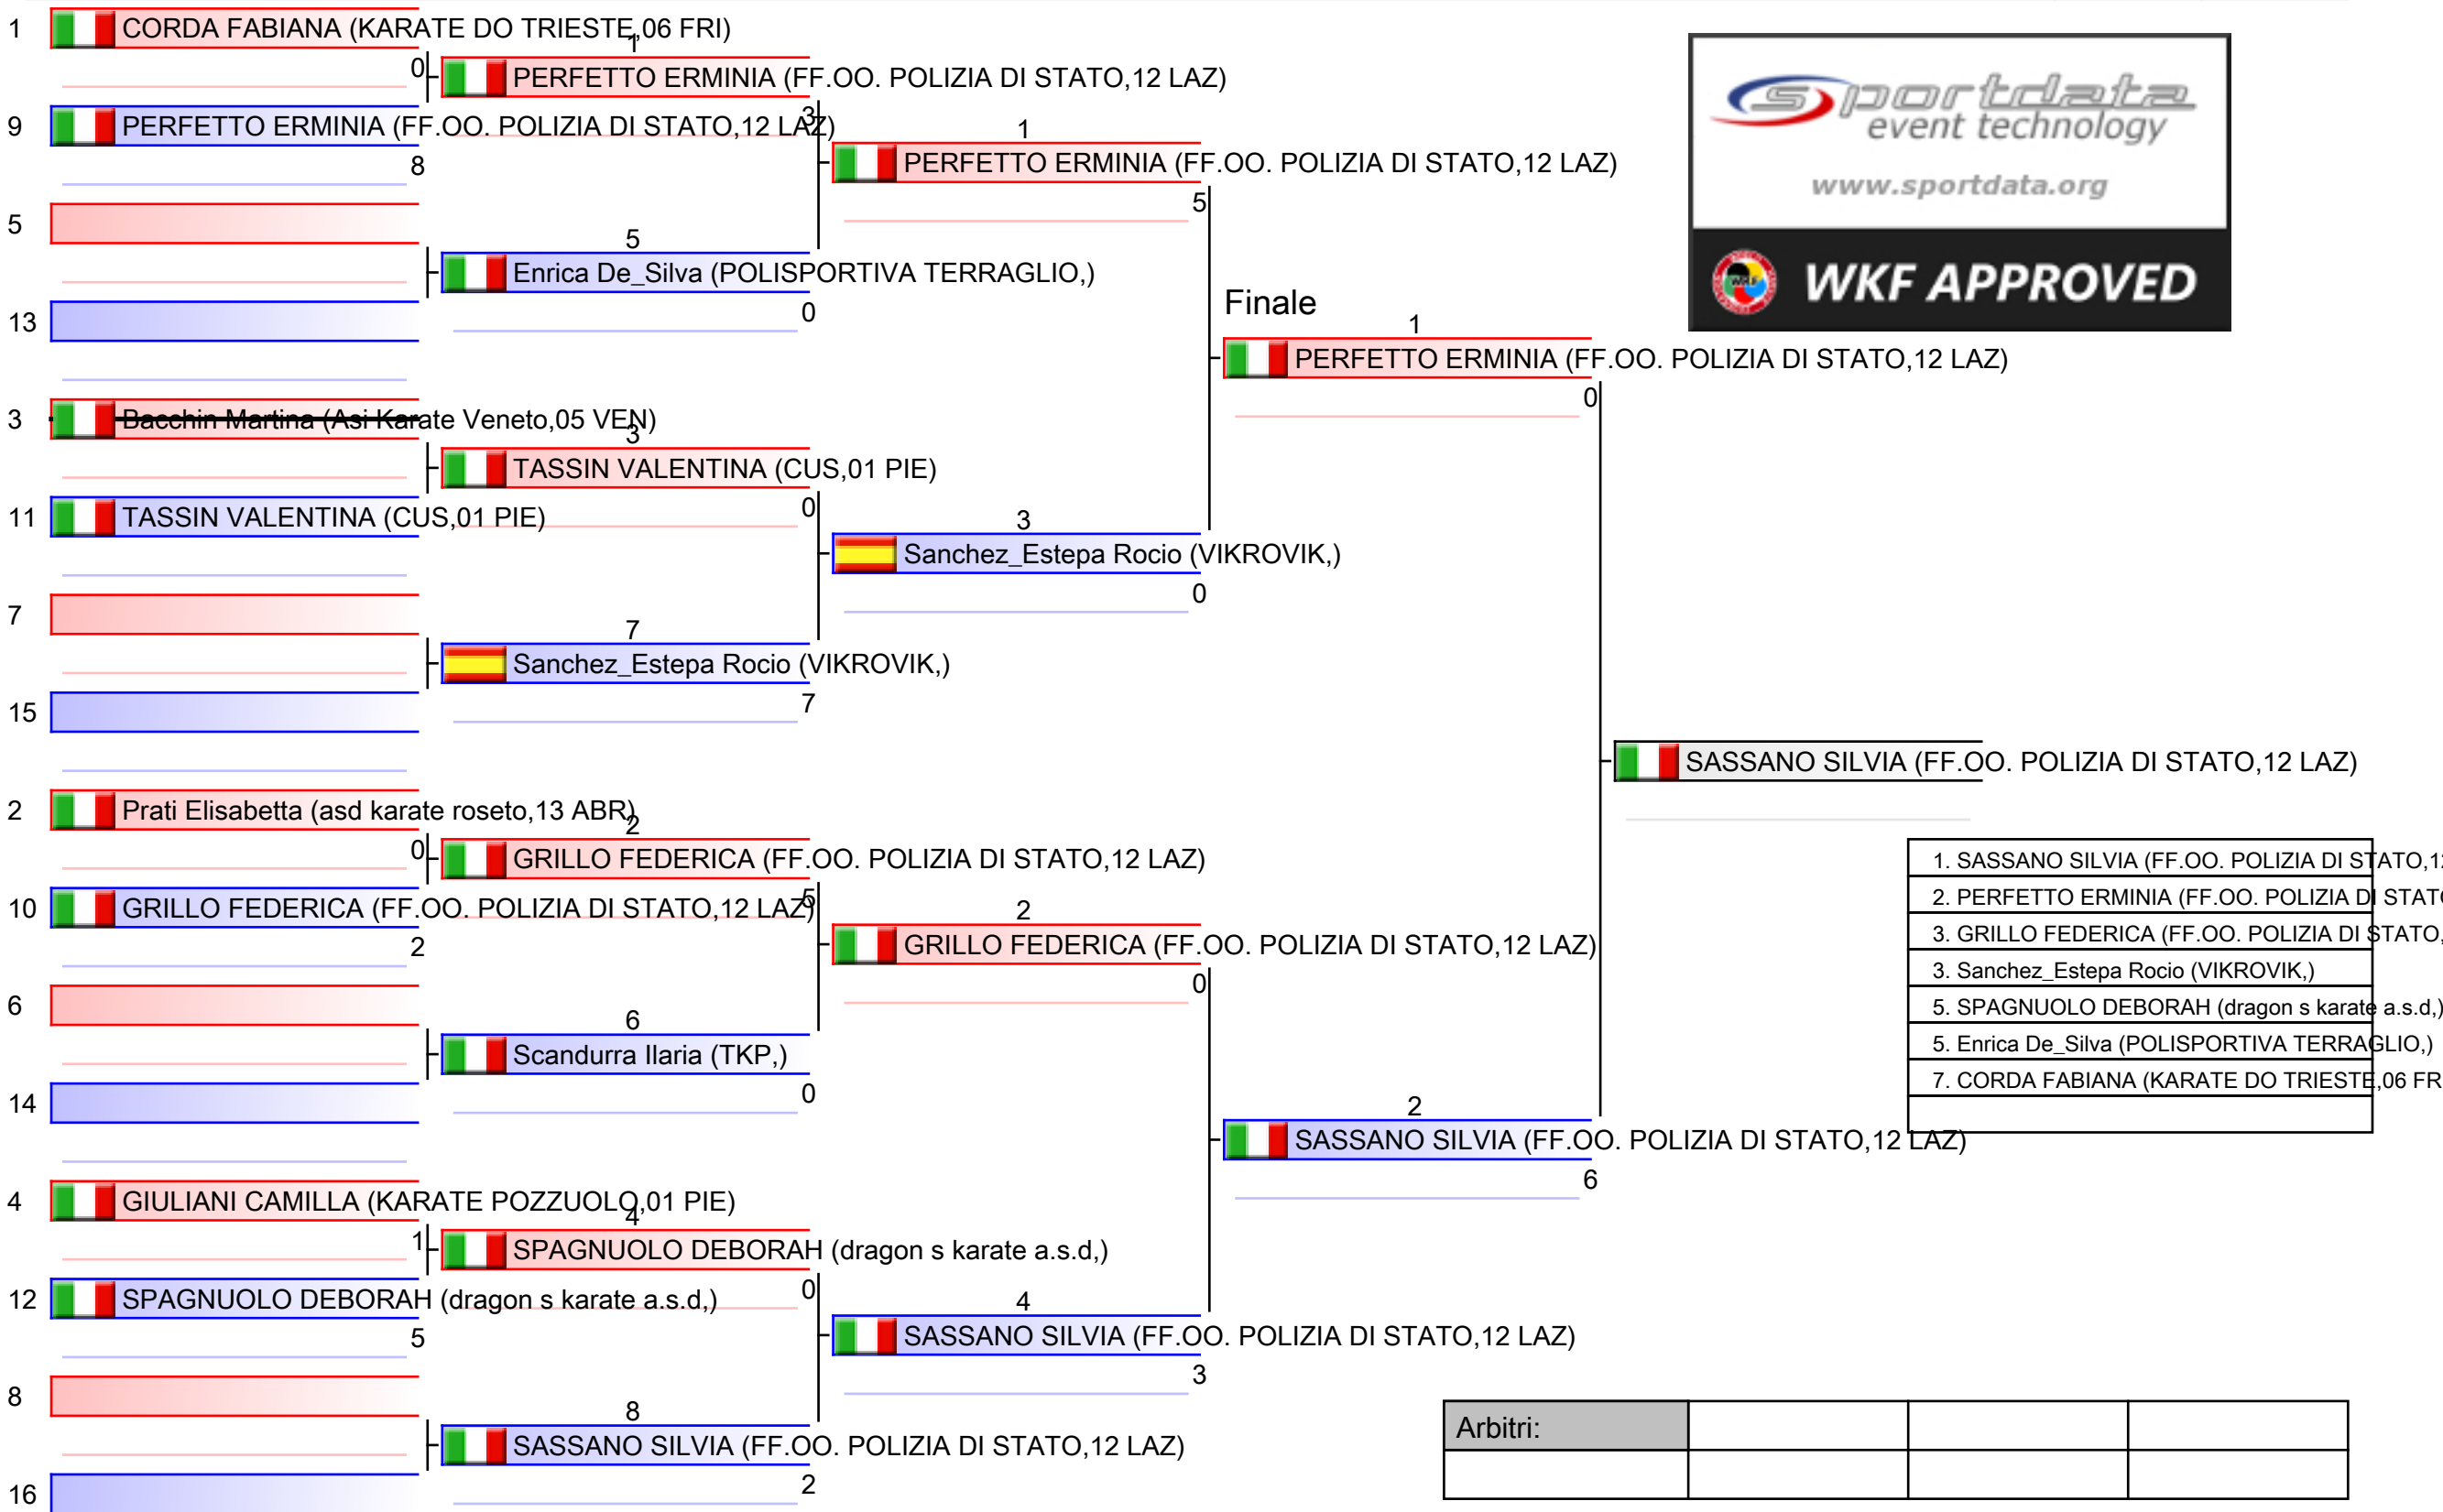 1 CORDA FABIANA (KARATE DO TRIESTE,06 FRI)
0
1
PERFETTO ERMINIA (FF.OO. POLIZIA DI STATO,12 LAZ)
3
9 PERFETTO ERMINIA (FF.OO. POLIZIA DI STATO,12 LAZ)
8
1
PERFETTO ERMINIA (FF.OO. POLIZIA DI STATO,12 LAZ)
5
5
5
Enrica De_Silva (POLISPORTIVA TERRAGLIO,)
0
13
Finale
1
PERFETTO ERMINIA (FF.OO. POLIZIA DI STATO,12 LAZ)
0
3 Bacchin Martina (Asi Karate Veneto,05 VEN)
3
TASSIN VALENTINA (CUS,01 PIE)
0
11 TASSIN VALENTINA (CUS,01 PIE)
3
Sanchez_Estepa Rocio (VIKROVIK,)
0
7
7
Sanchez_Estepa Rocio (VIKROVIK,)
7
15
SASSANO SILVIA (FF.OO. POLIZIA DI STATO,12 LAZ)
2 Prati Elisabetta (asd karate roseto,13 ABR)
0
2
GRILLO FEDERICA (FF.OO. POLIZIA DI STATO,12 LAZ)
5
10 GRILLO FEDERICA (FF.OO. POLIZIA DI STATO,12 LAZ)
2
2
GRILLO FEDERICA (FF.OO. POLIZIA DI STATO,12 LAZ)
0
6
6
Scandurra Ilaria (TKP,)
0
14
2
SASSANO SILVIA (FF.OO. POLIZIA DI STATO,12 LAZ)
6
4 GIULIANI CAMILLA (KARATE POZZUOLO,01 PIE)
1
4
SPAGNUOLO DEBORAH (dragon s karate a.s.d,)
0
12 SPAGNUOLO DEBORAH (dragon s karate a.s.d,)
5
4
SASSANO SILVIA (FF.OO. POLIZIA DI STATO,12 LAZ)
3
8
8
SASSANO SILVIA (FF.OO. POLIZIA DI STATO,12 LAZ)
2
16
sportdata
event technology
www.sportdata.org
WKF
WKF APPROVED
1. SASSANO SILVIA (FF.OO. POLIZIA DI STATO,12
2. PERFETTO ERMINIA (FF.OO. POLIZIA DI STATO
3. GRILLO FEDERICA (FF.OO. POLIZIA DI STATO,
3. Sanchez_Estepa Rocio (VIKROVIK,)
5. SPAGNUOLO DEBORAH (dragon s karate a.s.d,)
5. Enrica De_Silva (POLISPORTIVA TERRAGLIO,)
7. CORDA FABIANA (KARATE DO TRIESTE,06 FR
Arbitri: